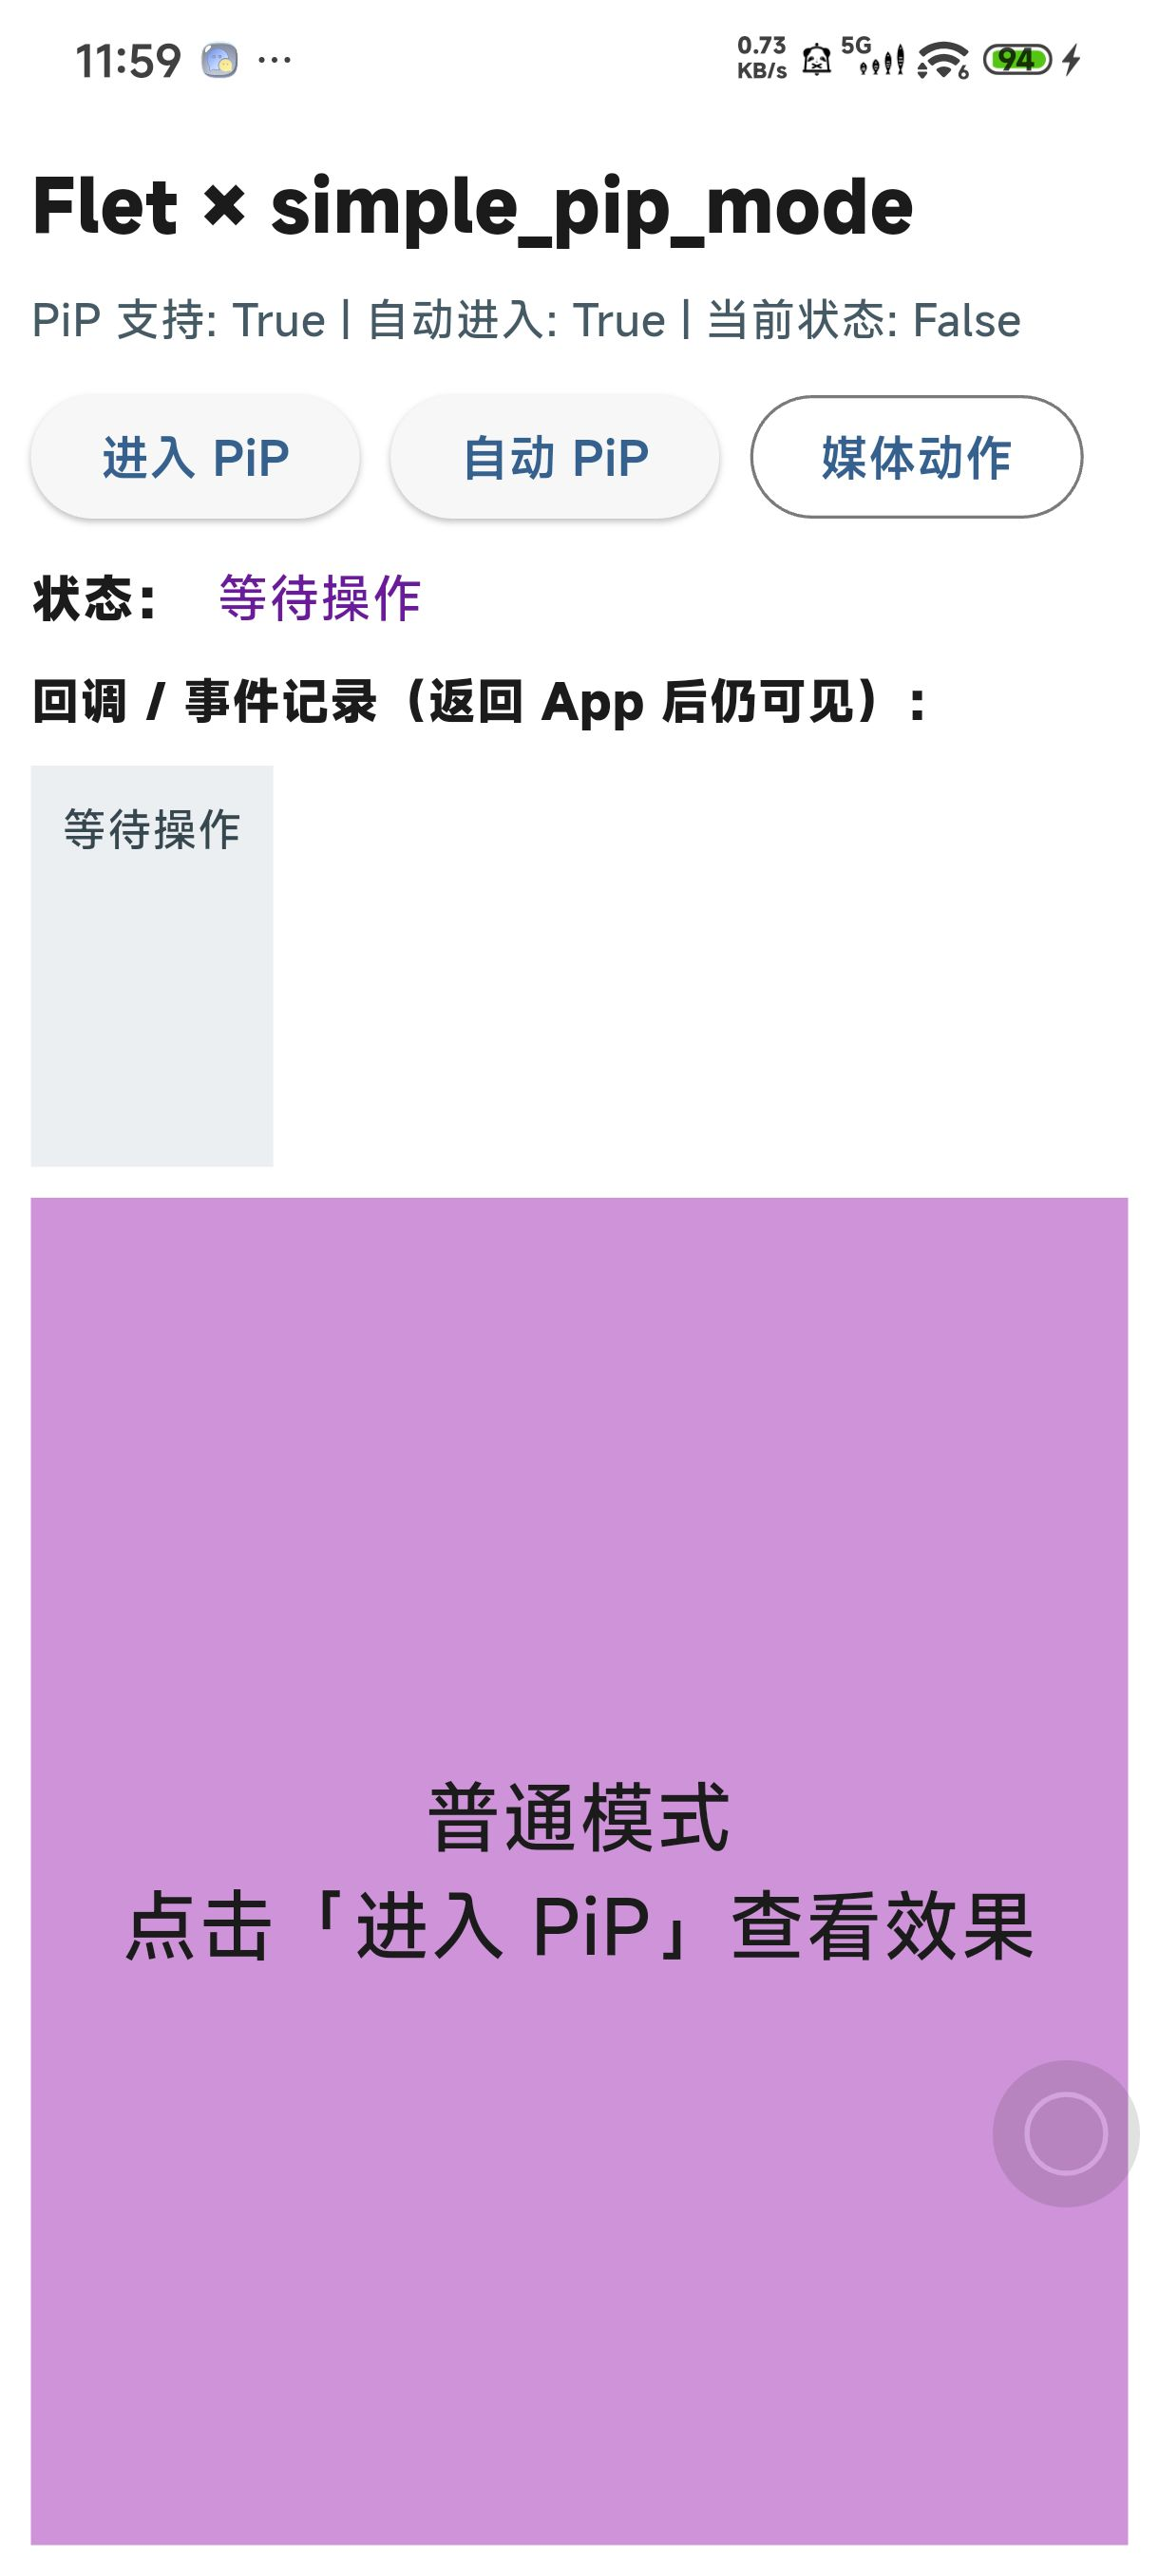 11:59 ...
0.73 KB/s 5G 6 94
Flet × simple_pip_mode
PiP 支持: True | 自动进入: True | 当前状态: False
进入 PiP 自动 PiP 媒体动作
状态： 等待操作
回调 / 事件记录（返回 App 后仍可见）:
等待操作
普通模式
点击「进入 PiP」查看效果